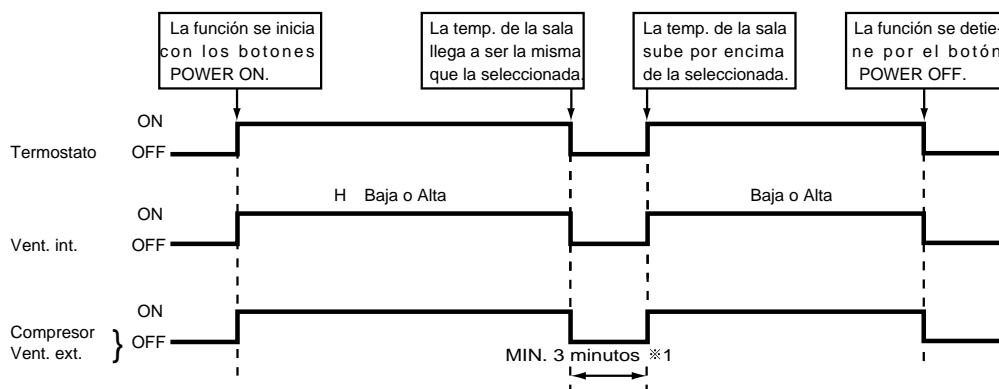 La función se inicia
con los botones
POWER ON.
La temp. de la sala
llega a ser la misma
que la seleccionada.
La temp. de la sala
sube por encima
de la seleccionada.
La función se detie-
ne por el botón
POWER OFF.
ON
Termostato
OFF
H Baja o Alta
Baja o Alta
ON
Vent. int.
OFF
ON
Compresor
Vent. ext.
} OFF
MIN. 3 minutos ※1